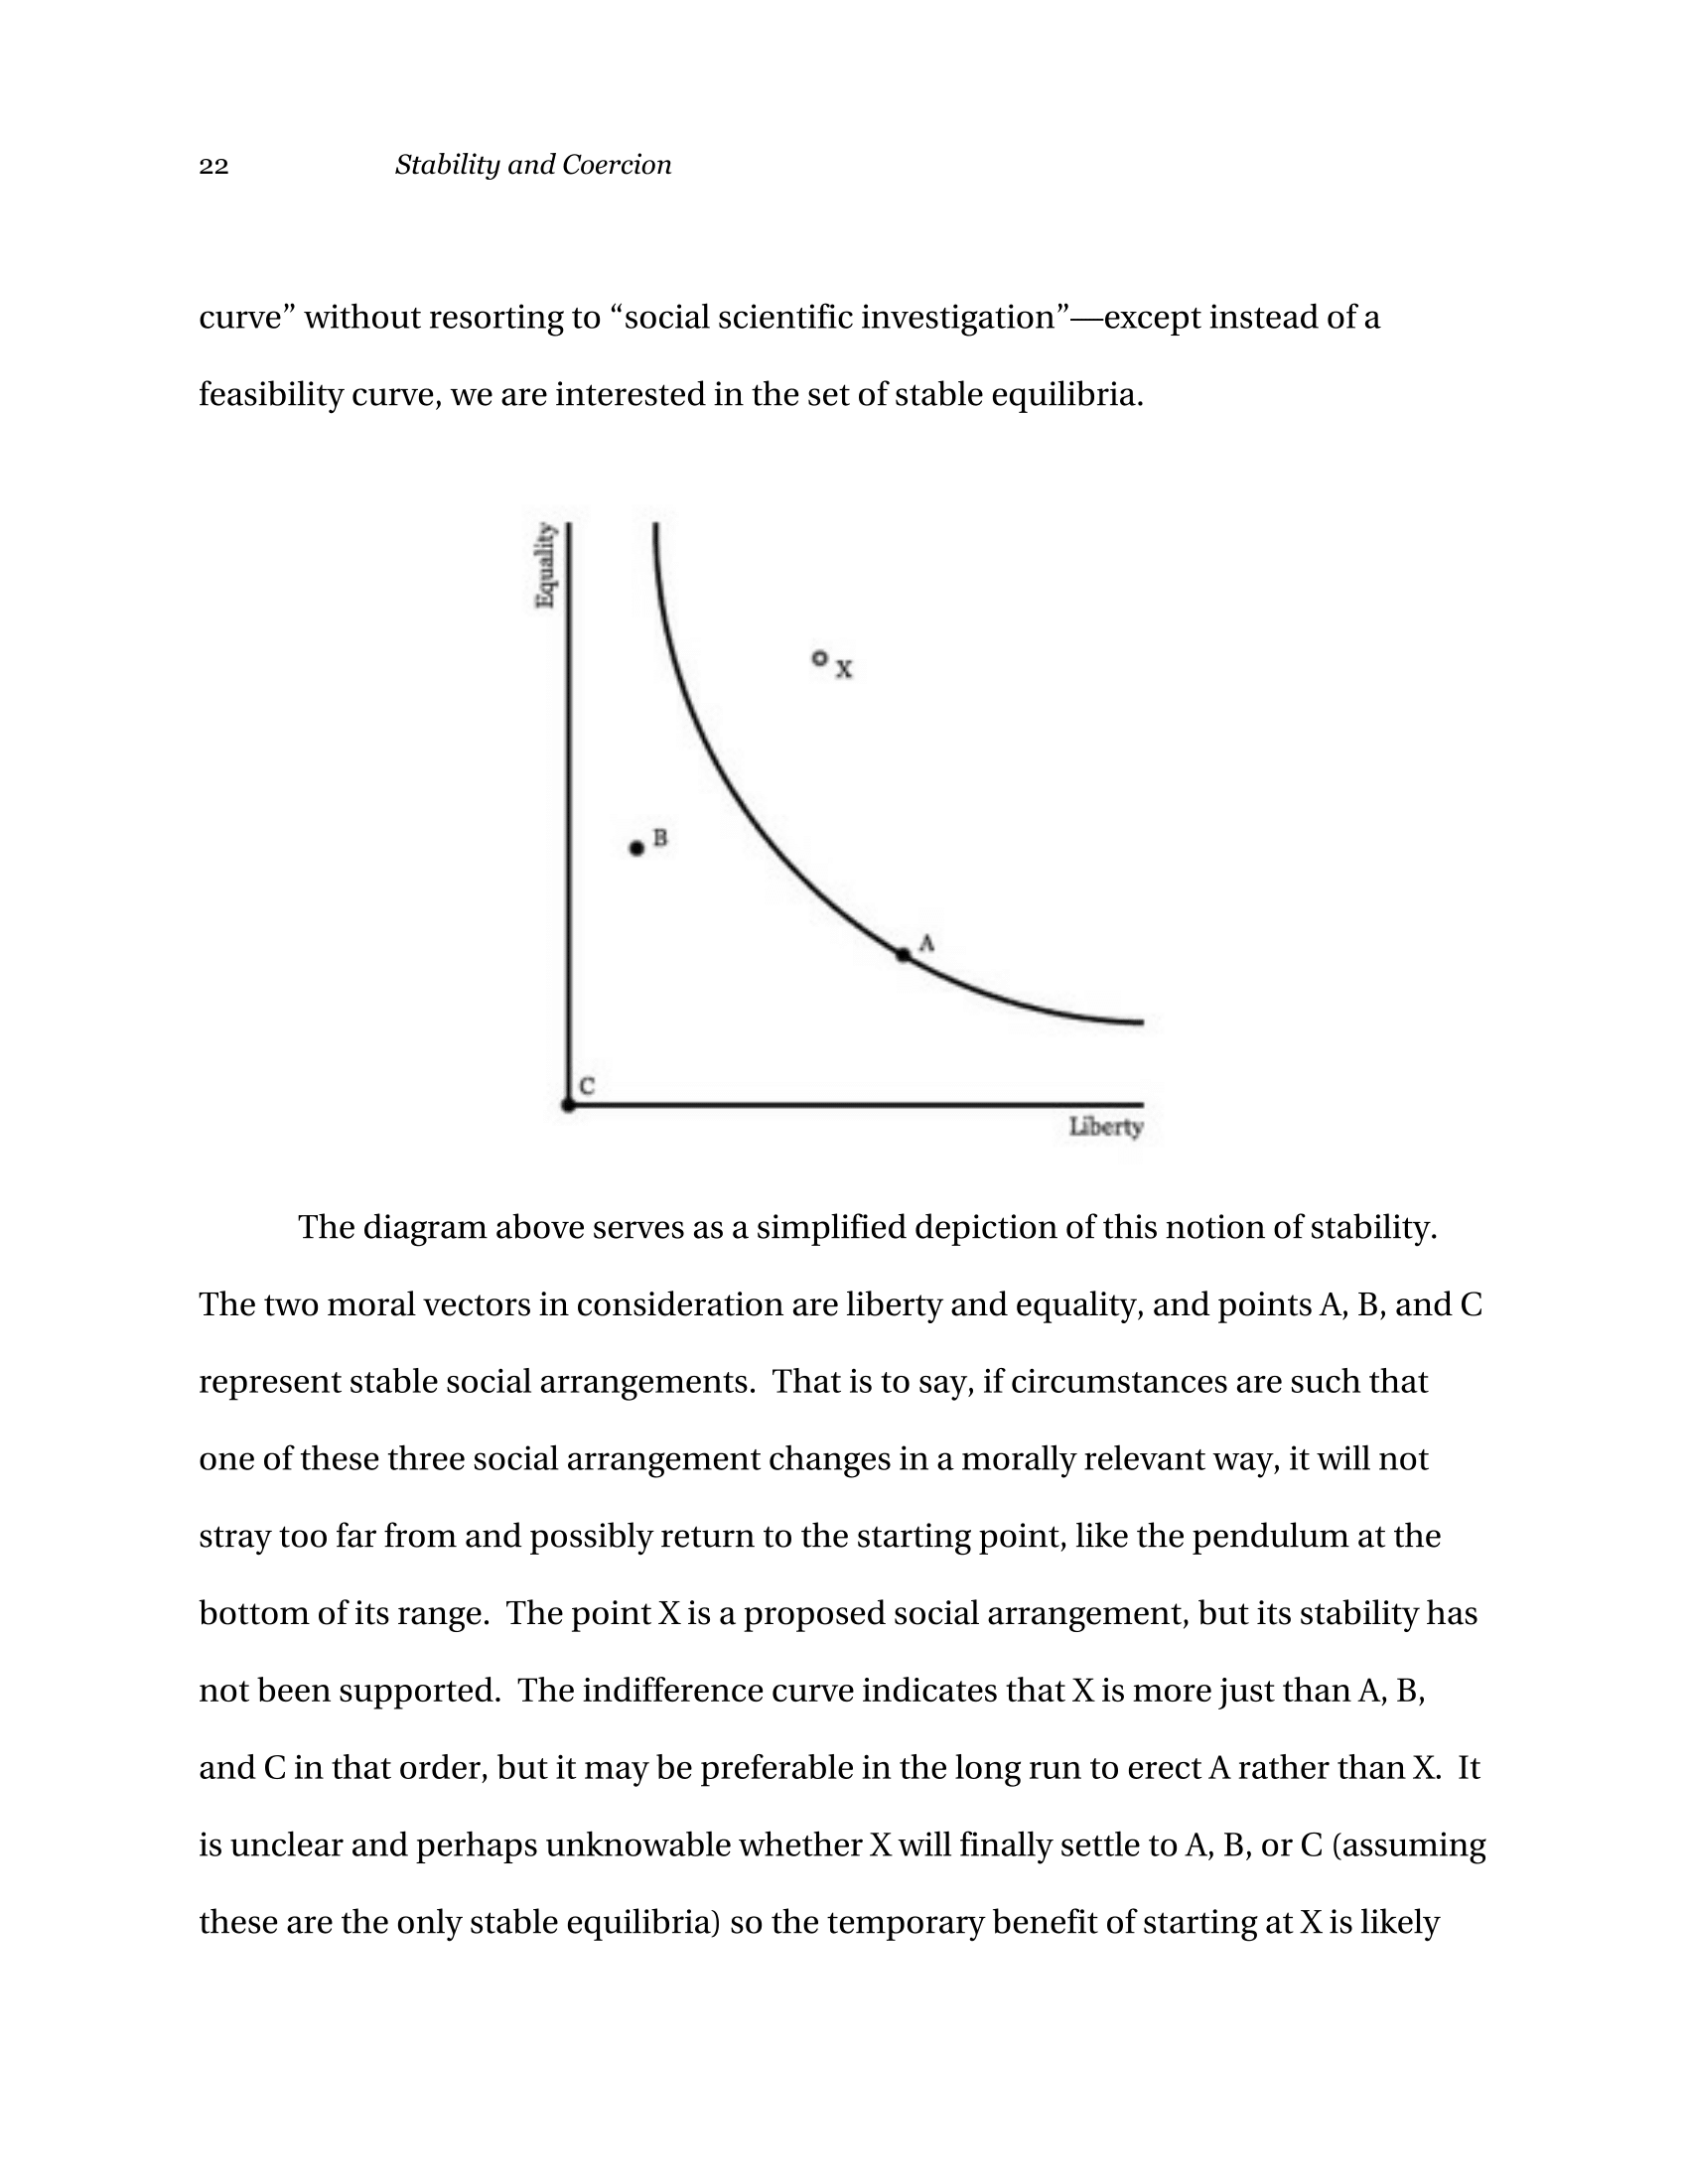 22 Stability and Coercion
curve” without resorting to “social scientific investigation”—except instead of a
feasibility curve, we are interested in the set of stable equilibria.
Equality
X
B
A
C
Liberty
The diagram above serves as a simplified depiction of this notion of stability.
The two moral vectors in consideration are liberty and equality, and points A, B, and C
represent stable social arrangements.  That is to say, if circumstances are such that
one of these three social arrangement changes in a morally relevant way, it will not
stray too far from and possibly return to the starting point, like the pendulum at the
bottom of its range.  The point X is a proposed social arrangement, but its stability has
not been supported.  The indifference curve indicates that X is more just than A, B,
and C in that order, but it may be preferable in the long run to erect A rather than X.  It
is unclear and perhaps unknowable whether X will finally settle to A, B, or C (assuming
these are the only stable equilibria) so the temporary benefit of starting at X is likely